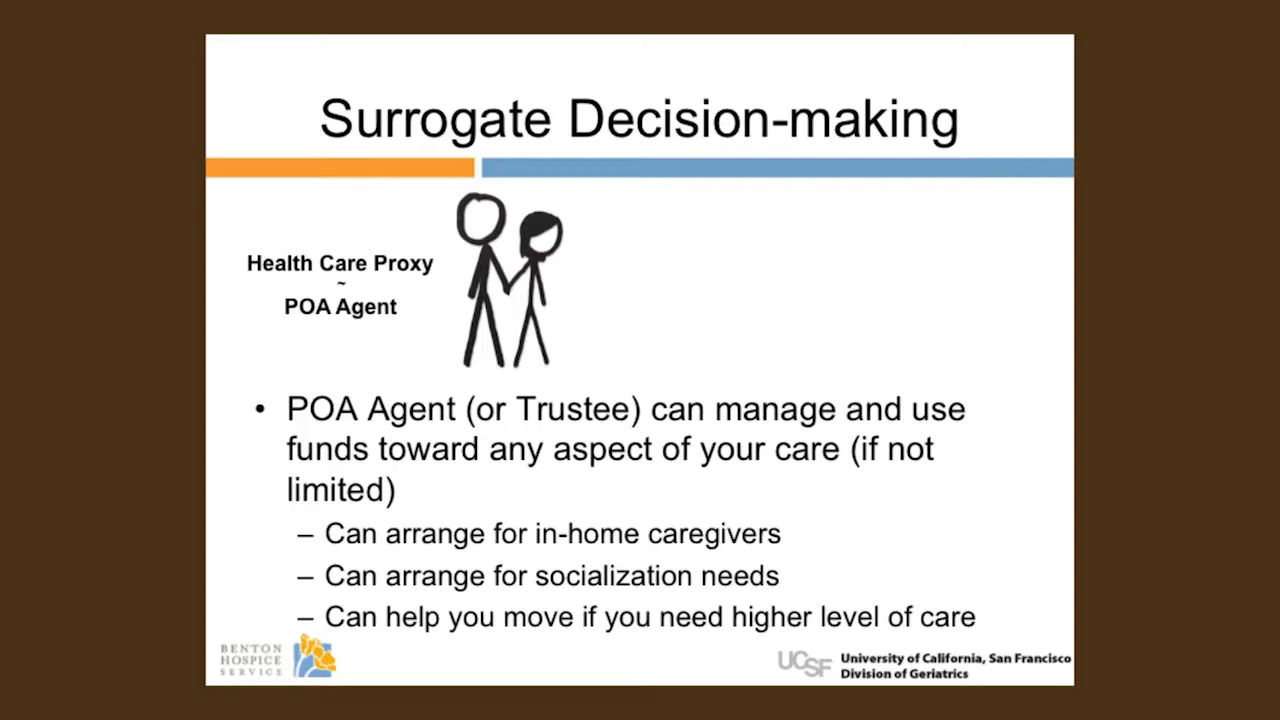 Surrogate Decision-making
Health Care Proxy
~
POA Agent
• POA Agent (or Trustee) can manage and use
funds toward any aspect of your care (if not
limited)
– Can arrange for in-home caregivers
– Can arrange for socialization needs
– Can help you move if you need higher level of care
BENTON
HOSPICE
SERVICE
UCSF
University of California, San Francisco
Division of Geriatrics